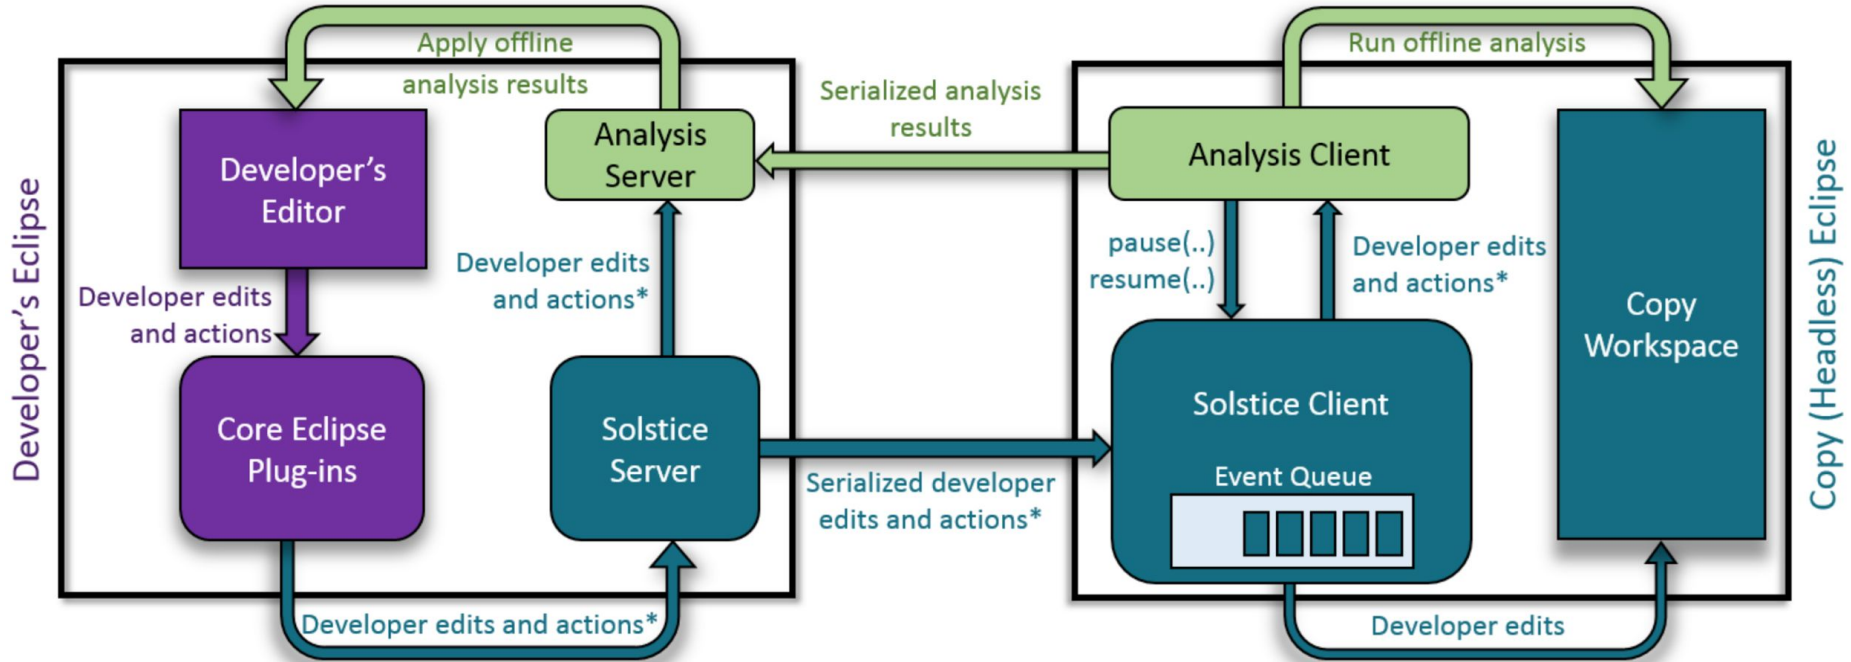 Apply offline
analysis results
Developer's Eclipse
Developer's
Editor
Analysis
Server
Developer edits
and actions
Developer edits
and actions*
Core Eclipse
Plug-ins
Solstice
Server
Developer edits and actions*
Serialized analysis
results
Serialized developer
edits and actions*
Run offline analysis
Analysis Client
pause(..)
resume(..)
Developer edits
and actions*
Solstice Client
Event Queue
Copy
Workspace
Developer edits
Copy (Headless) Eclipse